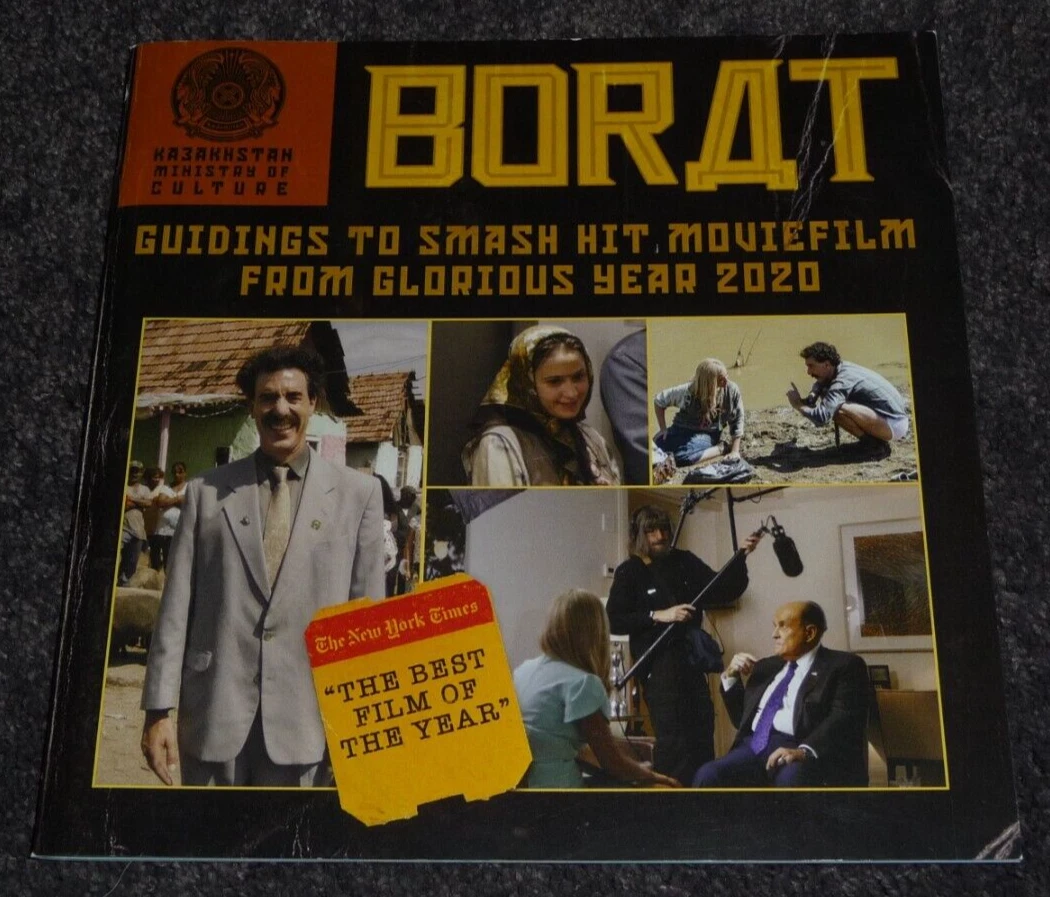 KAЗAKHSTAN
MINISTRY OF
CULTURE
BORДT
GUIDINGS TO SMASH HIT MOVIEFILM
FROM GLORIOUS YEAR 2020
The New York Times
“THE BEST
FILM OF
THE YEAR”